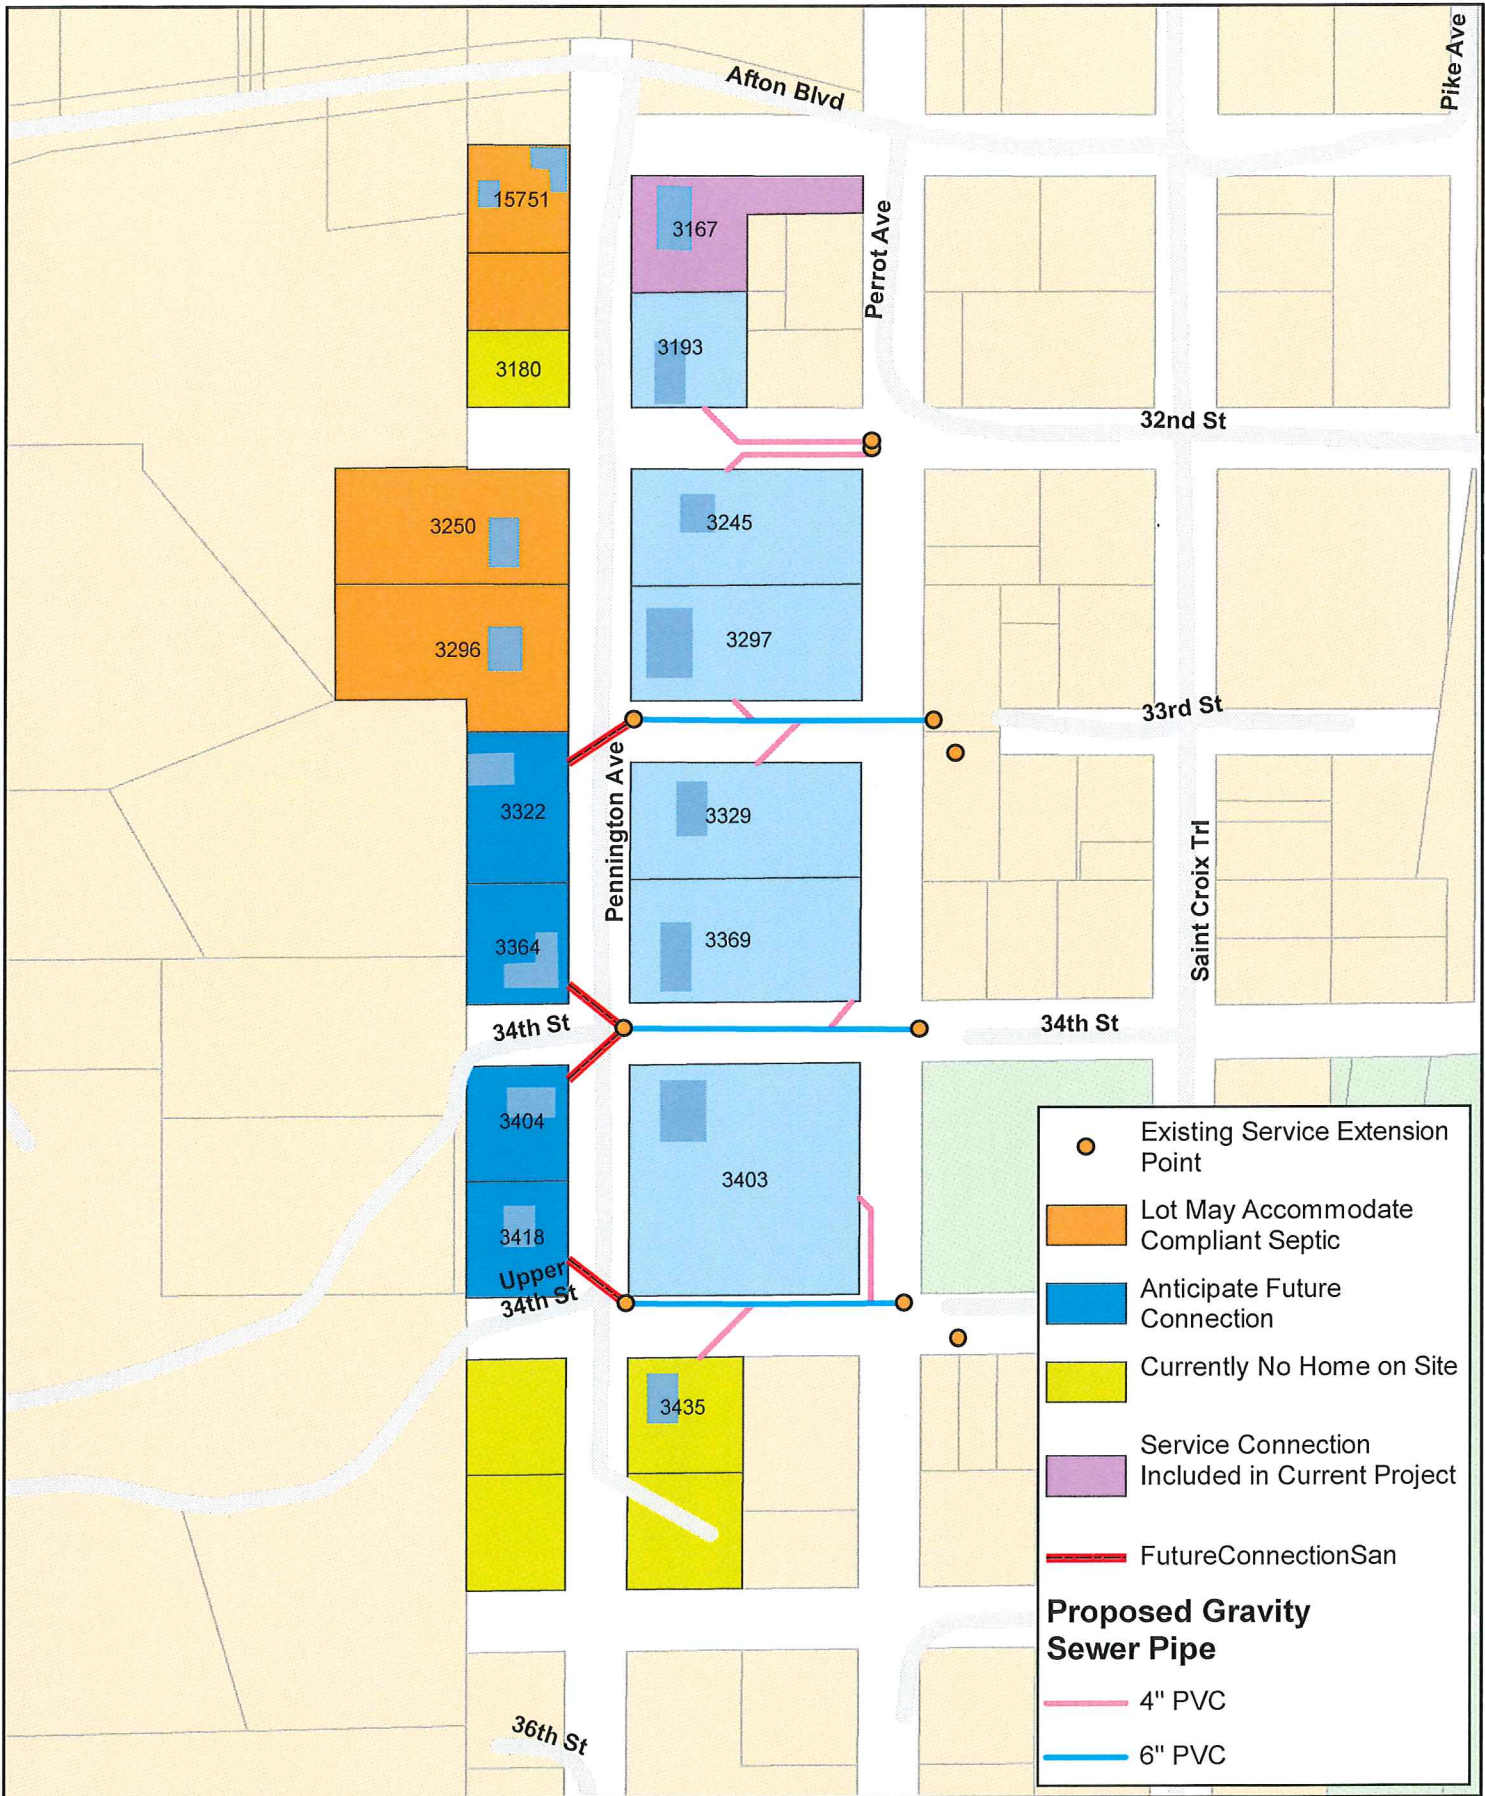 Pike Ave
Afton Blvd
15751
3167
Perrot Ave
3193
3180
32nd St
3250
3245
3296
3297
33rd St
Pennington Ave
3322
3329
Saint Croix Trl
3364
3369
34th St
34th St
3404
3403
3418
Upper
34th St
3435
36th St
Existing Service Extension
Point
Lot May Accommodate
Compliant Septic
Anticipate Future
Connection
Currently No Home on Site
Service Connection
Included in Current Project
FutureConnectionSan
Proposed Gravity
Sewer Pipe
4" PVC
6" PVC